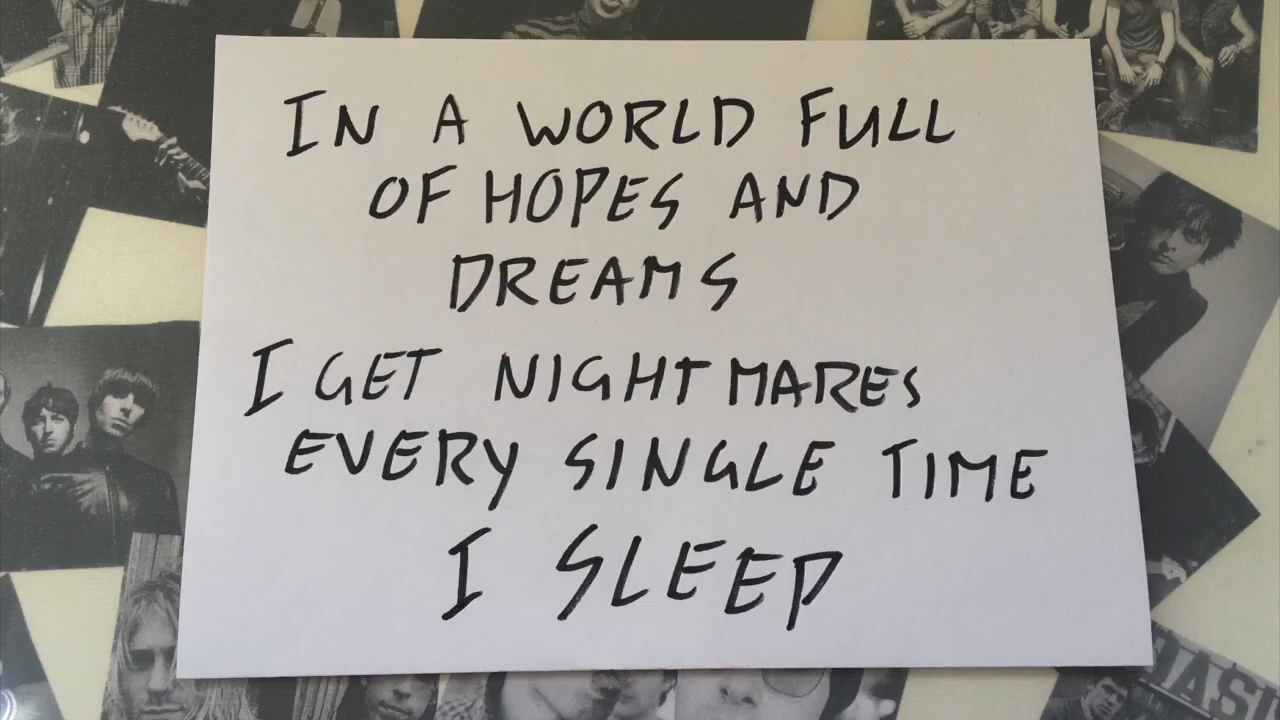 IN A WORLD FULL
OF HOPES AND
DREAMS
I GET NIGHTMARES
EVERY SINGLE TIME
I SLEEP